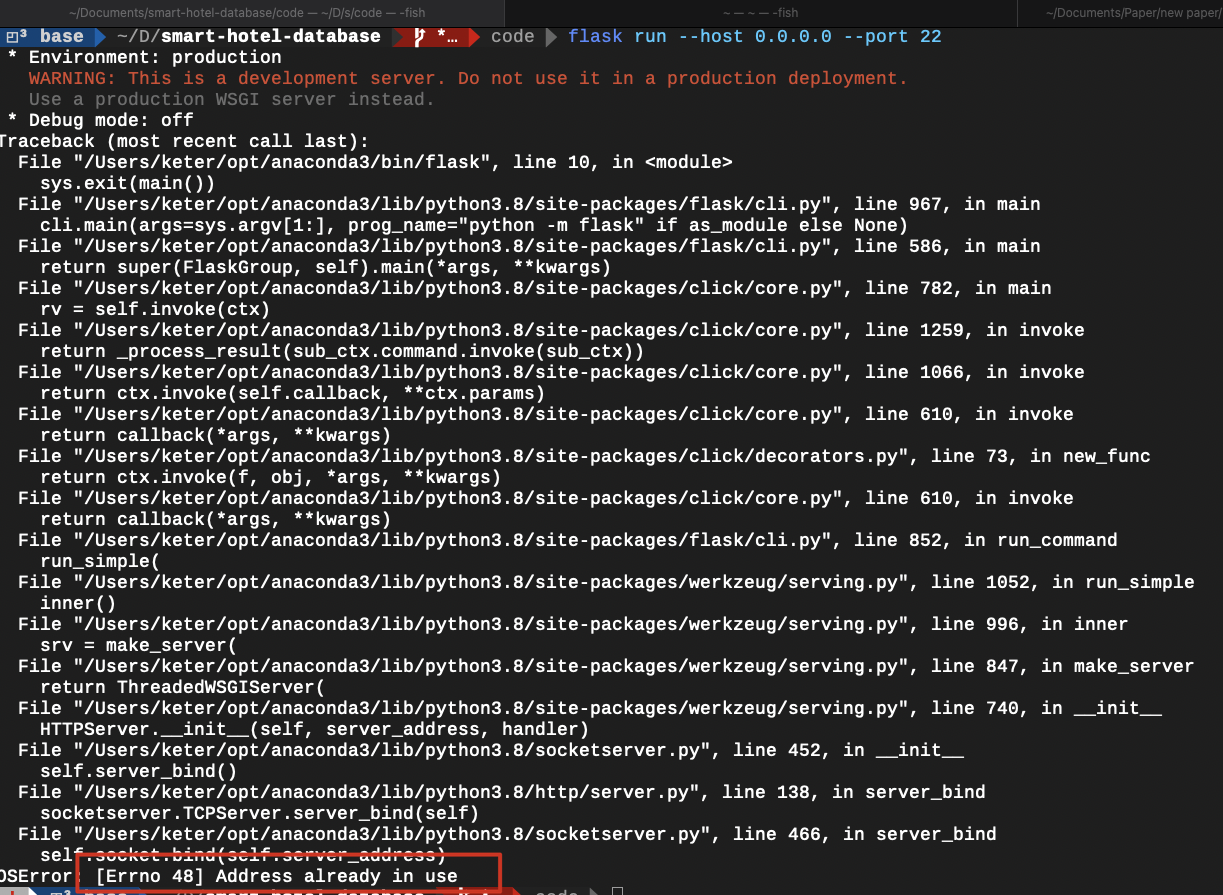 ~/Documents/smart-hotel-database/code — ~/D/s/code — -fish
~ — ~ — -fish
~/Documents/Paper/new paper/
base ~/D/smart-hotel-database *… code flask run --host 0.0.0.0 --port 22
* Environment: production
WARNING: This is a development server. Do not use it in a production deployment.
Use a production WSGI server instead.
* Debug mode: off
Traceback (most recent call last):
File "/Users/keter/opt/anaconda3/bin/flask", line 10, in <module>
sys.exit(main())
File "/Users/keter/opt/anaconda3/lib/python3.8/site-packages/flask/cli.py", line 967, in main
cli.main(args=sys.argv[1:], prog_name="python -m flask" if as_module else None)
File "/Users/keter/opt/anaconda3/lib/python3.8/site-packages/flask/cli.py", line 586, in main
return super(FlaskGroup, self).main(*args, **kwargs)
File "/Users/keter/opt/anaconda3/lib/python3.8/site-packages/click/core.py", line 782, in main
rv = self.invoke(ctx)
File "/Users/keter/opt/anaconda3/lib/python3.8/site-packages/click/core.py", line 1259, in invoke
return _process_result(sub_ctx.command.invoke(sub_ctx))
File "/Users/keter/opt/anaconda3/lib/python3.8/site-packages/click/core.py", line 1066, in invoke
return ctx.invoke(self.callback, **ctx.params)
File "/Users/keter/opt/anaconda3/lib/python3.8/site-packages/click/core.py", line 610, in invoke
return callback(*args, **kwargs)
File "/Users/keter/opt/anaconda3/lib/python3.8/site-packages/click/decorators.py", line 73, in new_func
return ctx.invoke(f, obj, *args, **kwargs)
File "/Users/keter/opt/anaconda3/lib/python3.8/site-packages/click/core.py", line 610, in invoke
return callback(*args, **kwargs)
File "/Users/keter/opt/anaconda3/lib/python3.8/site-packages/flask/cli.py", line 852, in run_command
run_simple(
File "/Users/keter/opt/anaconda3/lib/python3.8/site-packages/werkzeug/serving.py", line 1052, in run_simple
inner()
File "/Users/keter/opt/anaconda3/lib/python3.8/site-packages/werkzeug/serving.py", line 996, in inner
srv = make_server(
File "/Users/keter/opt/anaconda3/lib/python3.8/site-packages/werkzeug/serving.py", line 847, in make_server
return ThreadedWSGIServer(
File "/Users/keter/opt/anaconda3/lib/python3.8/site-packages/werkzeug/serving.py", line 740, in __init__
HTTPServer.__init__(self, server_address, handler)
File "/Users/keter/opt/anaconda3/lib/python3.8/socketserver.py", line 452, in __init__
self.server_bind()
File "/Users/keter/opt/anaconda3/lib/python3.8/http/server.py", line 138, in server_bind
socketserver.TCPServer.server_bind(self)
File "/Users/keter/opt/anaconda3/lib/python3.8/socketserver.py", line 466, in server_bind
self.socket.bind(self.server_address)
OSError: [Errno 48] Address already in use